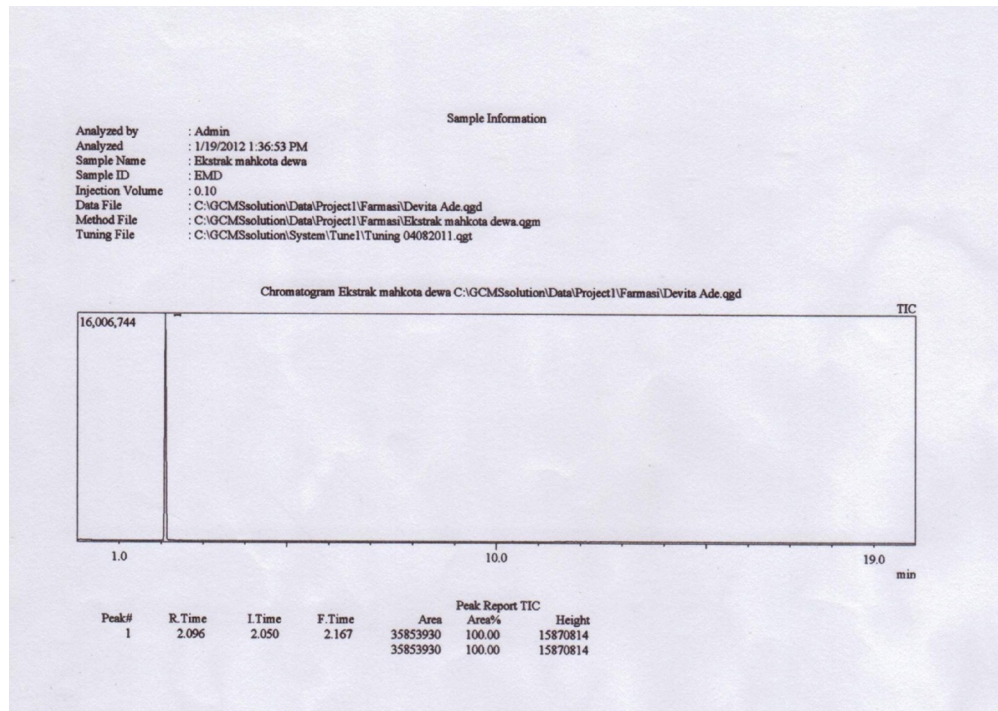 Sample Information
Analyzed by : Admin
Analyzed : 1/19/2012 1:36:53 PM
Sample Name : Ekstrak mahkota dewa
Sample ID : EMD
Injection Volume : 0.10
Data File : C:\GCMSsolution\Data\Project1\Farmasi\Devita Ade.qgd
Method File : C:\GCMSsolution\Data\Project1\Farmasi\Ekstrak mahkota dewa.qgm
Tuning File : C:\GCMSsolution\System\Tune1\Tuning 04082011.qgt
Chromatogram Ekstrak mahkota dewa C:\GCMSsolution\Data\Project1\Farmasi\Devita Ade.qgd
TIC
16,006,744
1.0 10.0 19.0
min
Peak Report TIC
Peak# R.Time I.Time F.Time Area Area% Height
1 2.096 2.050 2.167 35853930 100.00 15870814
35853930 100.00 15870814